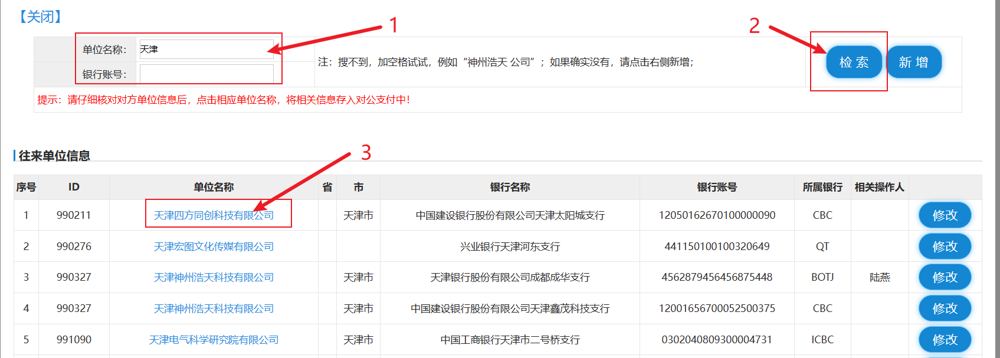 【关闭】
1
2
单位名称： 天津
银行账号：
注：搜不到，加空格试试，例如“神州浩天 公司”；如果确实没有，请点击右侧新增；
检 索 新 增
提示：请仔细核对对方单位信息后，点击相应单位名称，将相关信息存入对公支付中！
3
往来单位信息
序号 ID 单位名称 省 市 银行名称 银行账号 所属银行 相关操作人
1 990211 天津四方同创科技有限公司 天津市 中国建设银行股份有限公司天津太阳城支行 12050162670100000090 CBC 修改
2 990276 天津宏图文化传媒有限公司 兴业银行天津河东支行 441150100100320649 QT 修改
3 990327 天津神州浩天科技有限公司 天津市 天津银行股份有限公司成都成华支行 4562879456456875448 BOTJ 陆燕 修改
4 990327 天津神州浩天科技有限公司 天津市 中国建设银行股份有限公司天津鑫茂科技支行 12001656700052500375 CBC 修改
5 991090 天津电气科学研究院有限公司 天津市 中国工商银行天津市二号桥支行 0302040809300004731 ICBC 修改